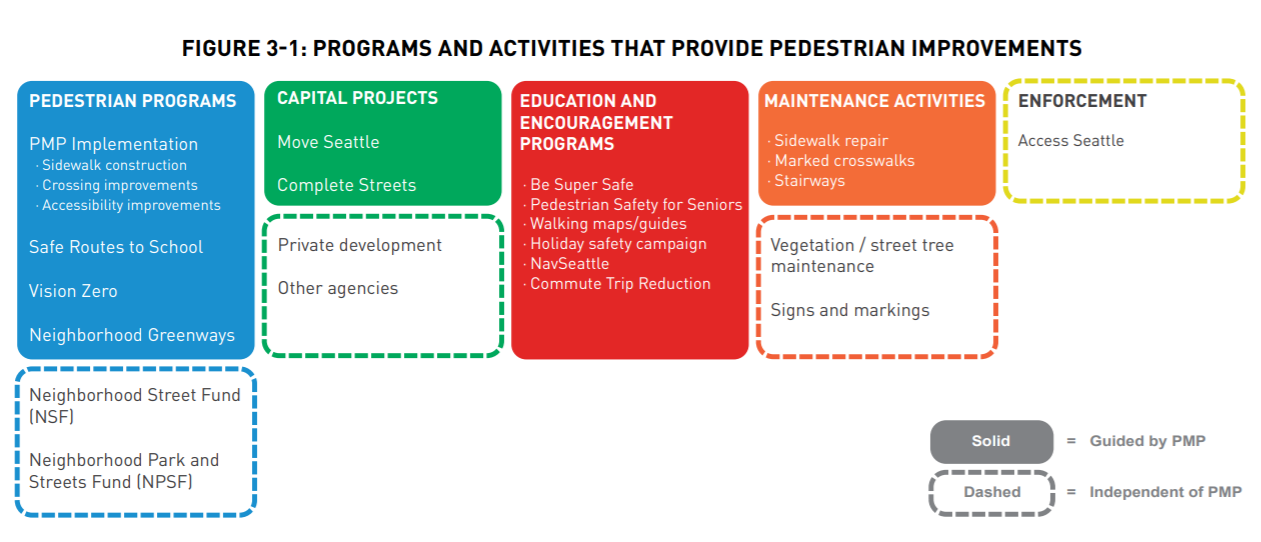 FIGURE 3-1: PROGRAMS AND ACTIVITIES THAT PROVIDE PEDESTRIAN IMPROVEMENTS
PEDESTRIAN PROGRAMS
PMP Implementation
· Sidewalk construction
· Crossing improvements
· Accessibility improvements
Safe Routes to School
Vision Zero
Neighborhood Greenways
Neighborhood Street Fund
(NSF)
Neighborhood Park and
Streets Fund (NPSF)
CAPITAL PROJECTS
Move Seattle
Complete Streets
Private development
Other agencies
EDUCATION AND
ENCOURAGEMENT
PROGRAMS
· Be Super Safe
· Pedestrian Safety for Seniors
· Walking maps/guides
· Holiday safety campaign
· NavSeattle
· Commute Trip Reduction
MAINTENANCE ACTIVITIES
· Sidewalk repair
· Marked crosswalks
· Stairways
Vegetation / street tree
maintenance
Signs and markings
ENFORCEMENT
Access Seattle
Solid = Guided by PMP
Dashed = Independent of PMP